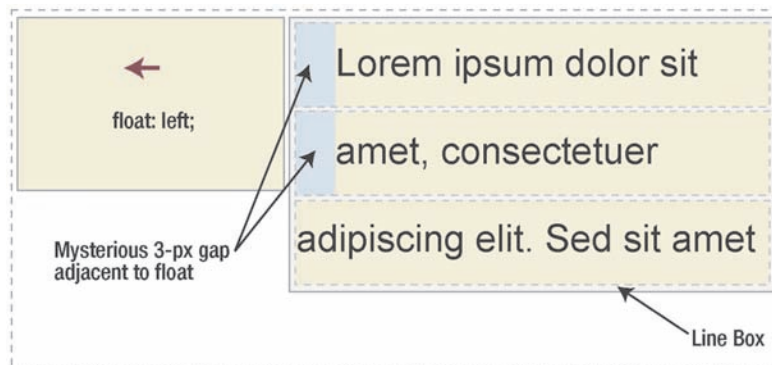 Lorem ipsum dolor sit
float: left;
amet, consectetuer
adipiscing elit. Sed sit amet
Mysterious 3-px gap
adjacent to float
Line Box